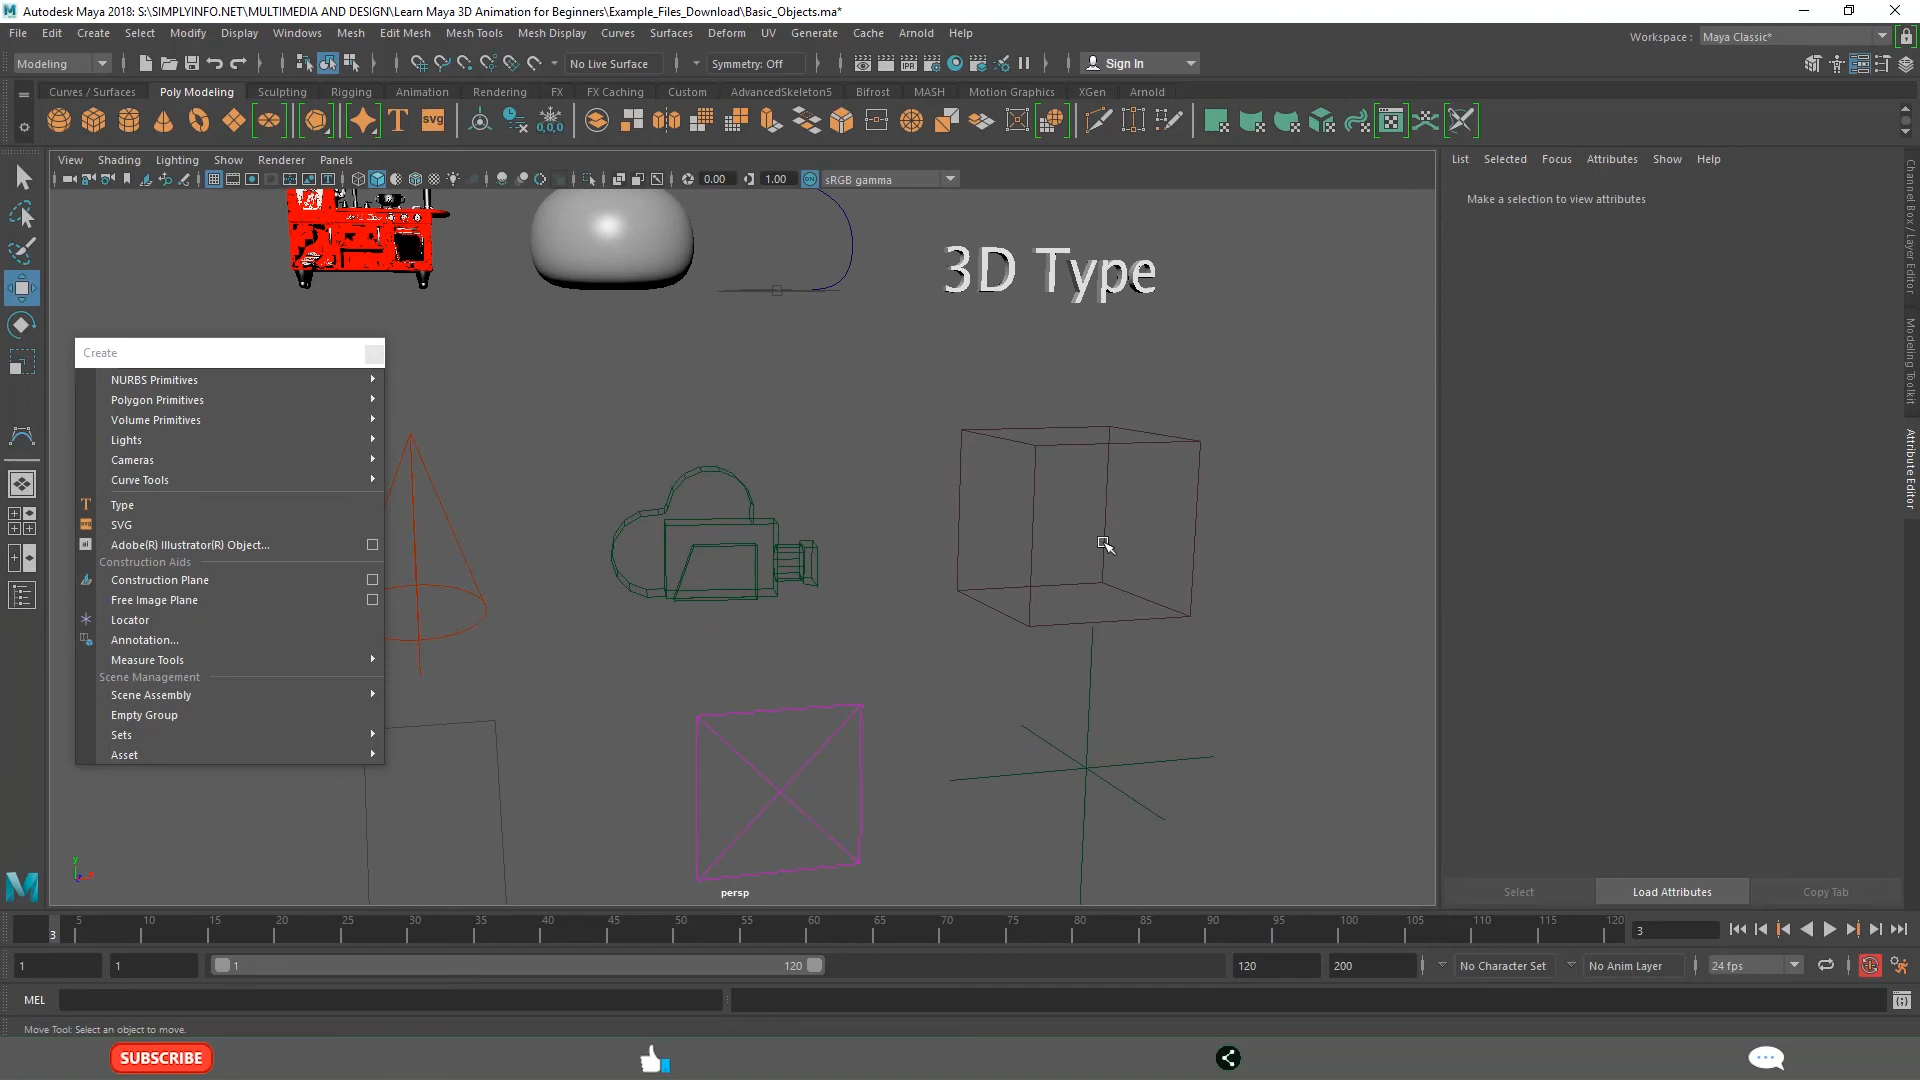 Autodesk Maya 2018: S:\SIMPLYINFO.NET\MULTIMEDIA AND DESIGN\Learn Maya 3D Animation for Beginners\Example_Files_Download\Basic_Objects.ma*
File Edit Create Select Modify Display Windows Mesh Edit Mesh Mesh Tools Mesh Display Curves Surfaces Deform UV Generate Cache Arnold Help
Workspace : Maya Classic*
Modeling No Live Surface Symmetry: Off Sign In
Curves / Surfaces Poly Modeling Sculpting Rigging Animation Rendering FX FX Caching Custom AdvancedSkeleton5 Bifrost MASH Motion Graphics XGen Arnold
View Shading Lighting Show Renderer Panels
0.00 1.00 sRGB gamma
List Selected Focus Attributes Show Help
Make a selection to view attributes
Channel Box / Layer Editor
Modeling Toolkit
Attribute Editor
3D Type
Create
NURBS Primitives
Polygon Primitives
Volume Primitives
Lights
Cameras
Curve Tools
Type
SVG
Adobe(R) Illustrator(R) Object...
Construction Aids
Construction Plane
Free Image Plane
Locator
Annotation...
Measure Tools
Scene Management
Scene Assembly
Empty Group
Sets
Asset
persp
Select Load Attributes Copy Tab
5 10 15 20 25 30 35 40 45 50 55 60 65 70 75 80 85 90 95 100 105 110 115 120
3
3
1 1 1 120 120 200 No Character Set No Anim Layer 24 fps
MEL
Move Tool: Select an object to move.
SUBSCRIBE